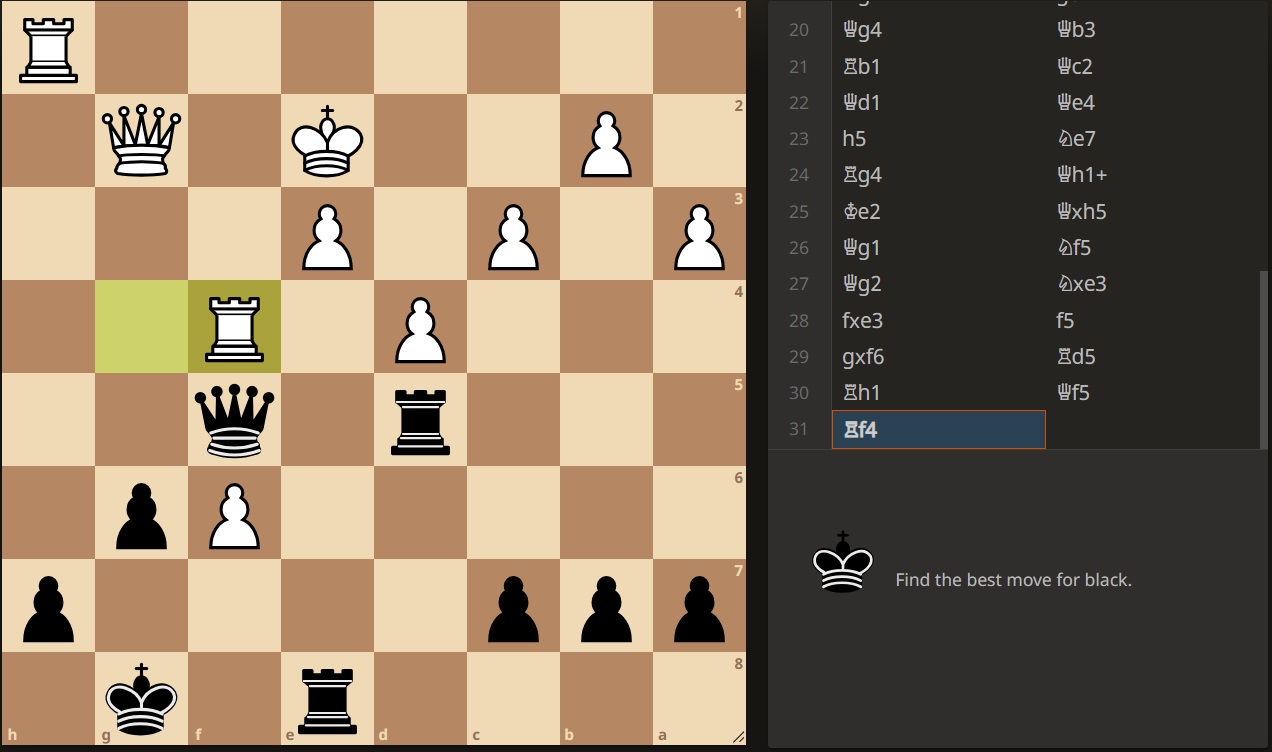 1
2
3
4
5
6
7
8
h g f e d c b a
20 ♕g4 ♕b3
21 ♖b1 ♕c2
22 ♕d1 ♕e4
23 h5 ♘e7
24 ♖g4 ♕h1+
25 ♔e2 ♕xh5
26 ♕g1 ♘f5
27 ♕g2 ♘xe3
28 fxe3 f5
29 gxf6 ♖d5
30 ♖h1 ♕f5
31 ♖f4
Find the best move for black.